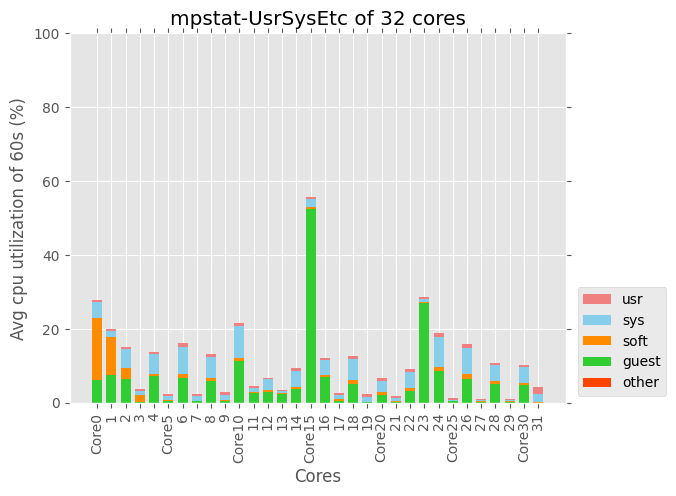 mpstat-UsrSysEtc of 32 cores
100
80
60
40
20
0
Avg cpu utilization of 60s (%)
Core0
1
2
3
4
Core5
6
7
8
9
Core10
11
12
13
14
Core15
16
17
18
19
Core20
21
22
23
24
Core25
26
27
28
29
Core30
31
Cores
usr
sys
soft
guest
other